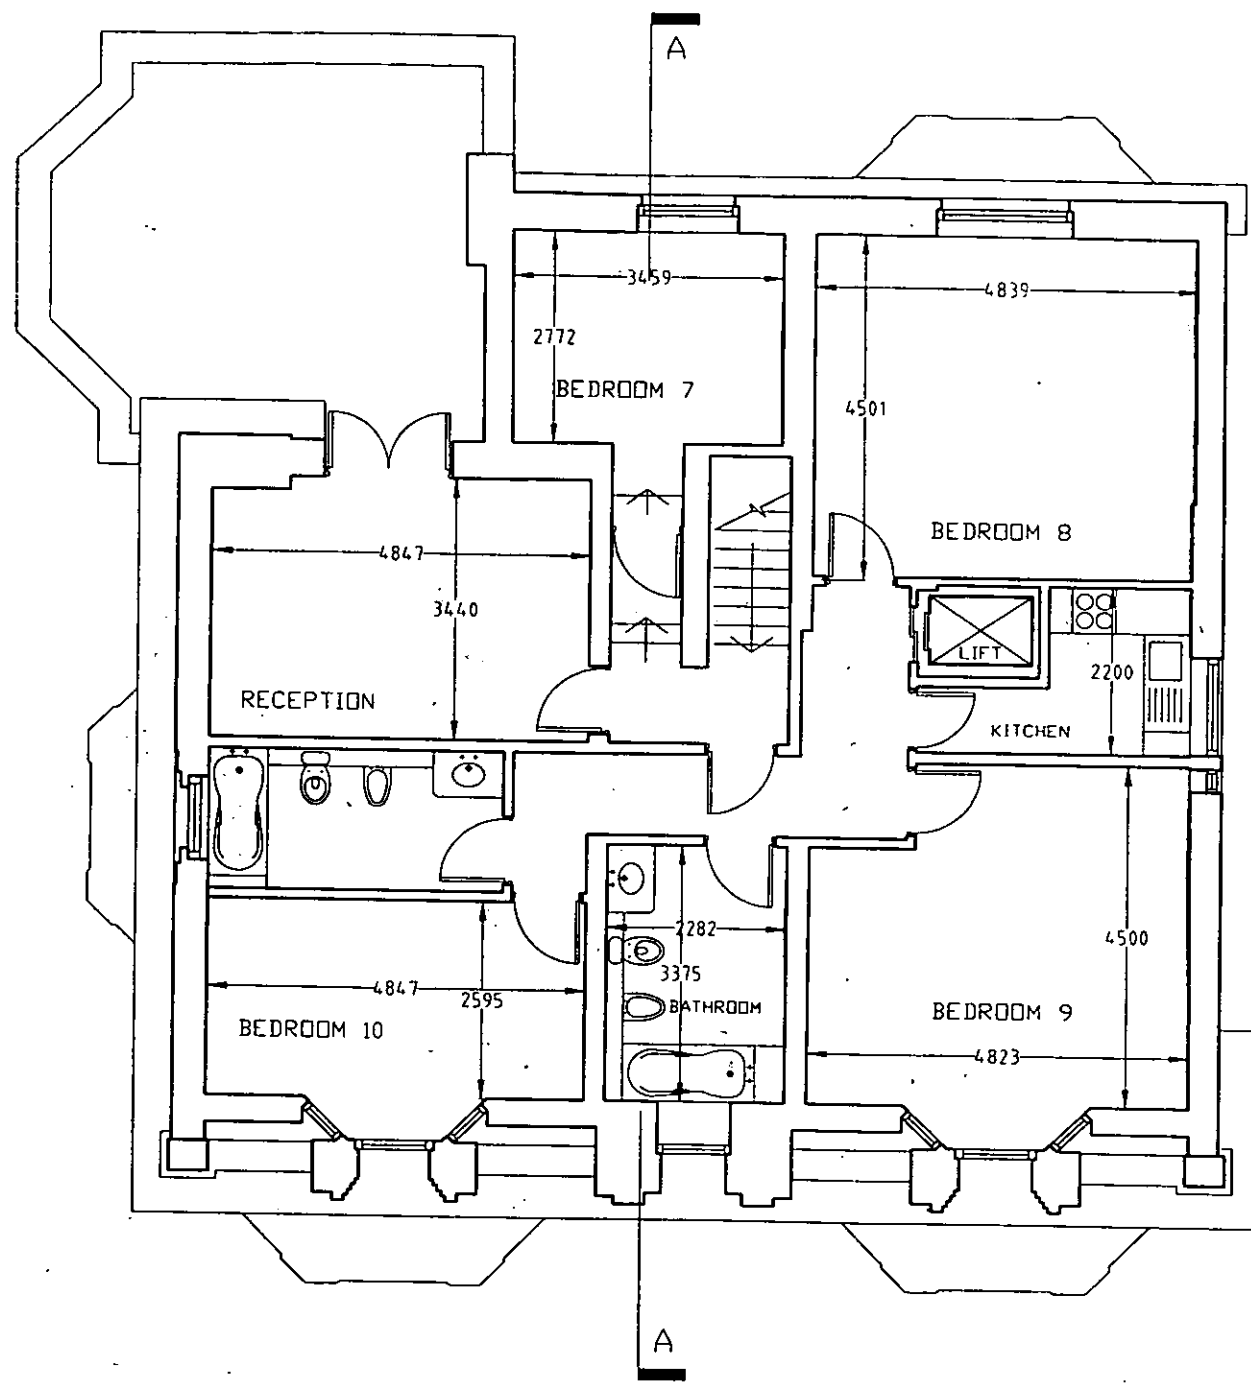 A
3459
4839
2772
BEDROOM 7
4501
BEDROOM 8
4847
3440
LIFT
2200
RECEPTION
KITCHEN
2282
4500
3375
4847
2595
BATHROOM
BEDROOM 9
BEDROOM 10
4823
A